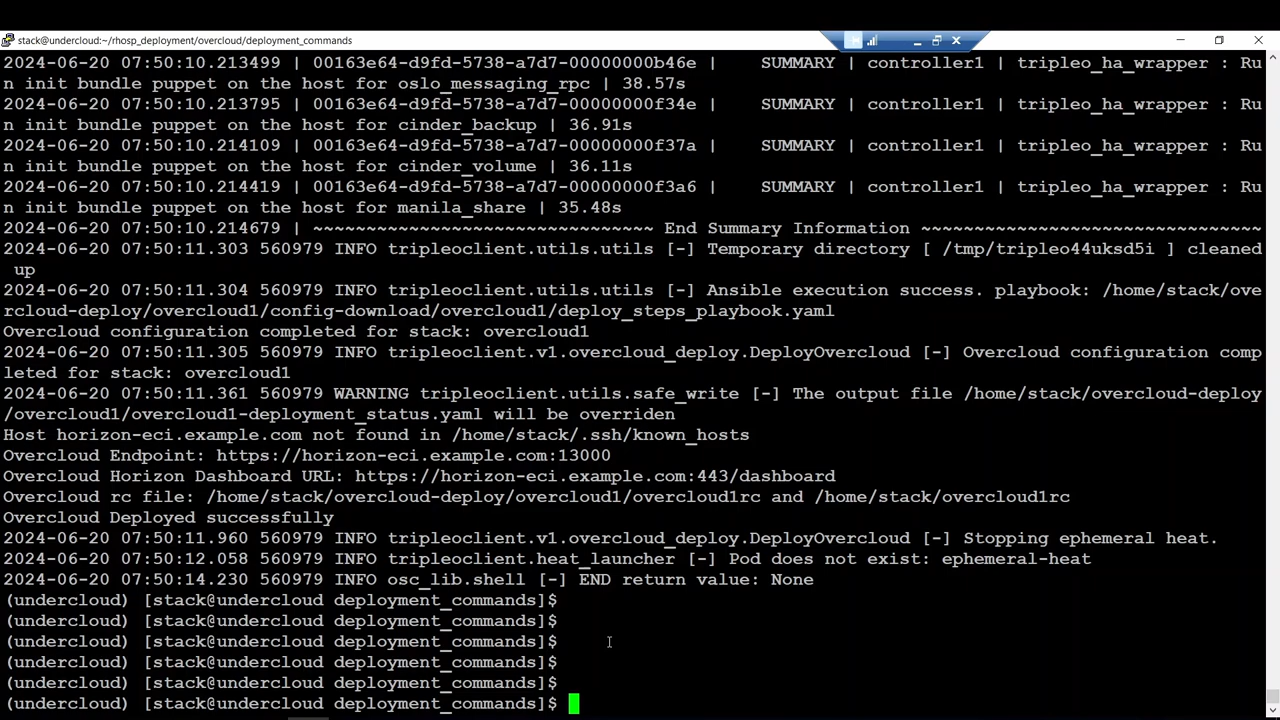 stack@undercloud:~/rhosp_deployment/overcloud/deployment_commands
2024-06-20 07:50:10.213499 | 00163e64-d9fd-5738-a7d7-00000000b46e |    SUMMARY | controller1 | tripleo_ha_wrapper : Ru
n init bundle puppet on the host for oslo_messaging_rpc | 38.57s
2024-06-20 07:50:10.213795 | 00163e64-d9fd-5738-a7d7-00000000f34e |    SUMMARY | controller1 | tripleo_ha_wrapper : Ru
n init bundle puppet on the host for cinder_backup | 36.91s
2024-06-20 07:50:10.214109 | 00163e64-d9fd-5738-a7d7-00000000f37a |    SUMMARY | controller1 | tripleo_ha_wrapper : Ru
n init bundle puppet on the host for cinder_volume | 36.11s
2024-06-20 07:50:10.214419 | 00163e64-d9fd-5738-a7d7-00000000f3a6 |    SUMMARY | controller1 | tripleo_ha_wrapper : Ru
n init bundle puppet on the host for manila_share | 35.48s
2024-06-20 07:50:10.214679 | ~~~~~~~~~~~~~~~~~~~~~~~~~~~~~~~~ End Summary Information ~~~~~~~~~~~~~~~~~~~~~~~~~~~~~~~~
2024-06-20 07:50:11.303 560979 INFO tripleoclient.utils.utils [-] Temporary directory [ /tmp/tripleo44uksd5i ] cleaned
 up
2024-06-20 07:50:11.304 560979 INFO tripleoclient.utils.utils [-] Ansible execution success. playbook: /home/stack/ove
rcloud-deploy/overcloud1/config-download/overcloud1/deploy_steps_playbook.yaml
Overcloud configuration completed for stack: overcloud1
2024-06-20 07:50:11.305 560979 INFO tripleoclient.v1.overcloud_deploy.DeployOvercloud [-] Overcloud configuration comp
leted for stack: overcloud1
2024-06-20 07:50:11.361 560979 WARNING tripleoclient.utils.safe_write [-] The output file /home/stack/overcloud-deploy
/overcloud1/overcloud1-deployment_status.yaml will be overriden
Host horizon-eci.example.com not found in /home/stack/.ssh/known_hosts
Overcloud Endpoint: https://horizon-eci.example.com:13000
Overcloud Horizon Dashboard URL: https://horizon-eci.example.com:443/dashboard
Overcloud rc file: /home/stack/overcloud-deploy/overcloud1/overcloud1rc and /home/stack/overcloud1rc
Overcloud Deployed successfully
2024-06-20 07:50:11.960 560979 INFO tripleoclient.v1.overcloud_deploy.DeployOvercloud [-] Stopping ephemeral heat.
2024-06-20 07:50:12.058 560979 INFO tripleoclient.heat_launcher [-] Pod does not exist: ephemeral-heat
2024-06-20 07:50:14.230 560979 INFO osc_lib.shell [-] END return value: None
(undercloud) [stack@undercloud deployment_commands]$
(undercloud) [stack@undercloud deployment_commands]$
(undercloud) [stack@undercloud deployment_commands]$
(undercloud) [stack@undercloud deployment_commands]$
(undercloud) [stack@undercloud deployment_commands]$
(undercloud) [stack@undercloud deployment_commands]$